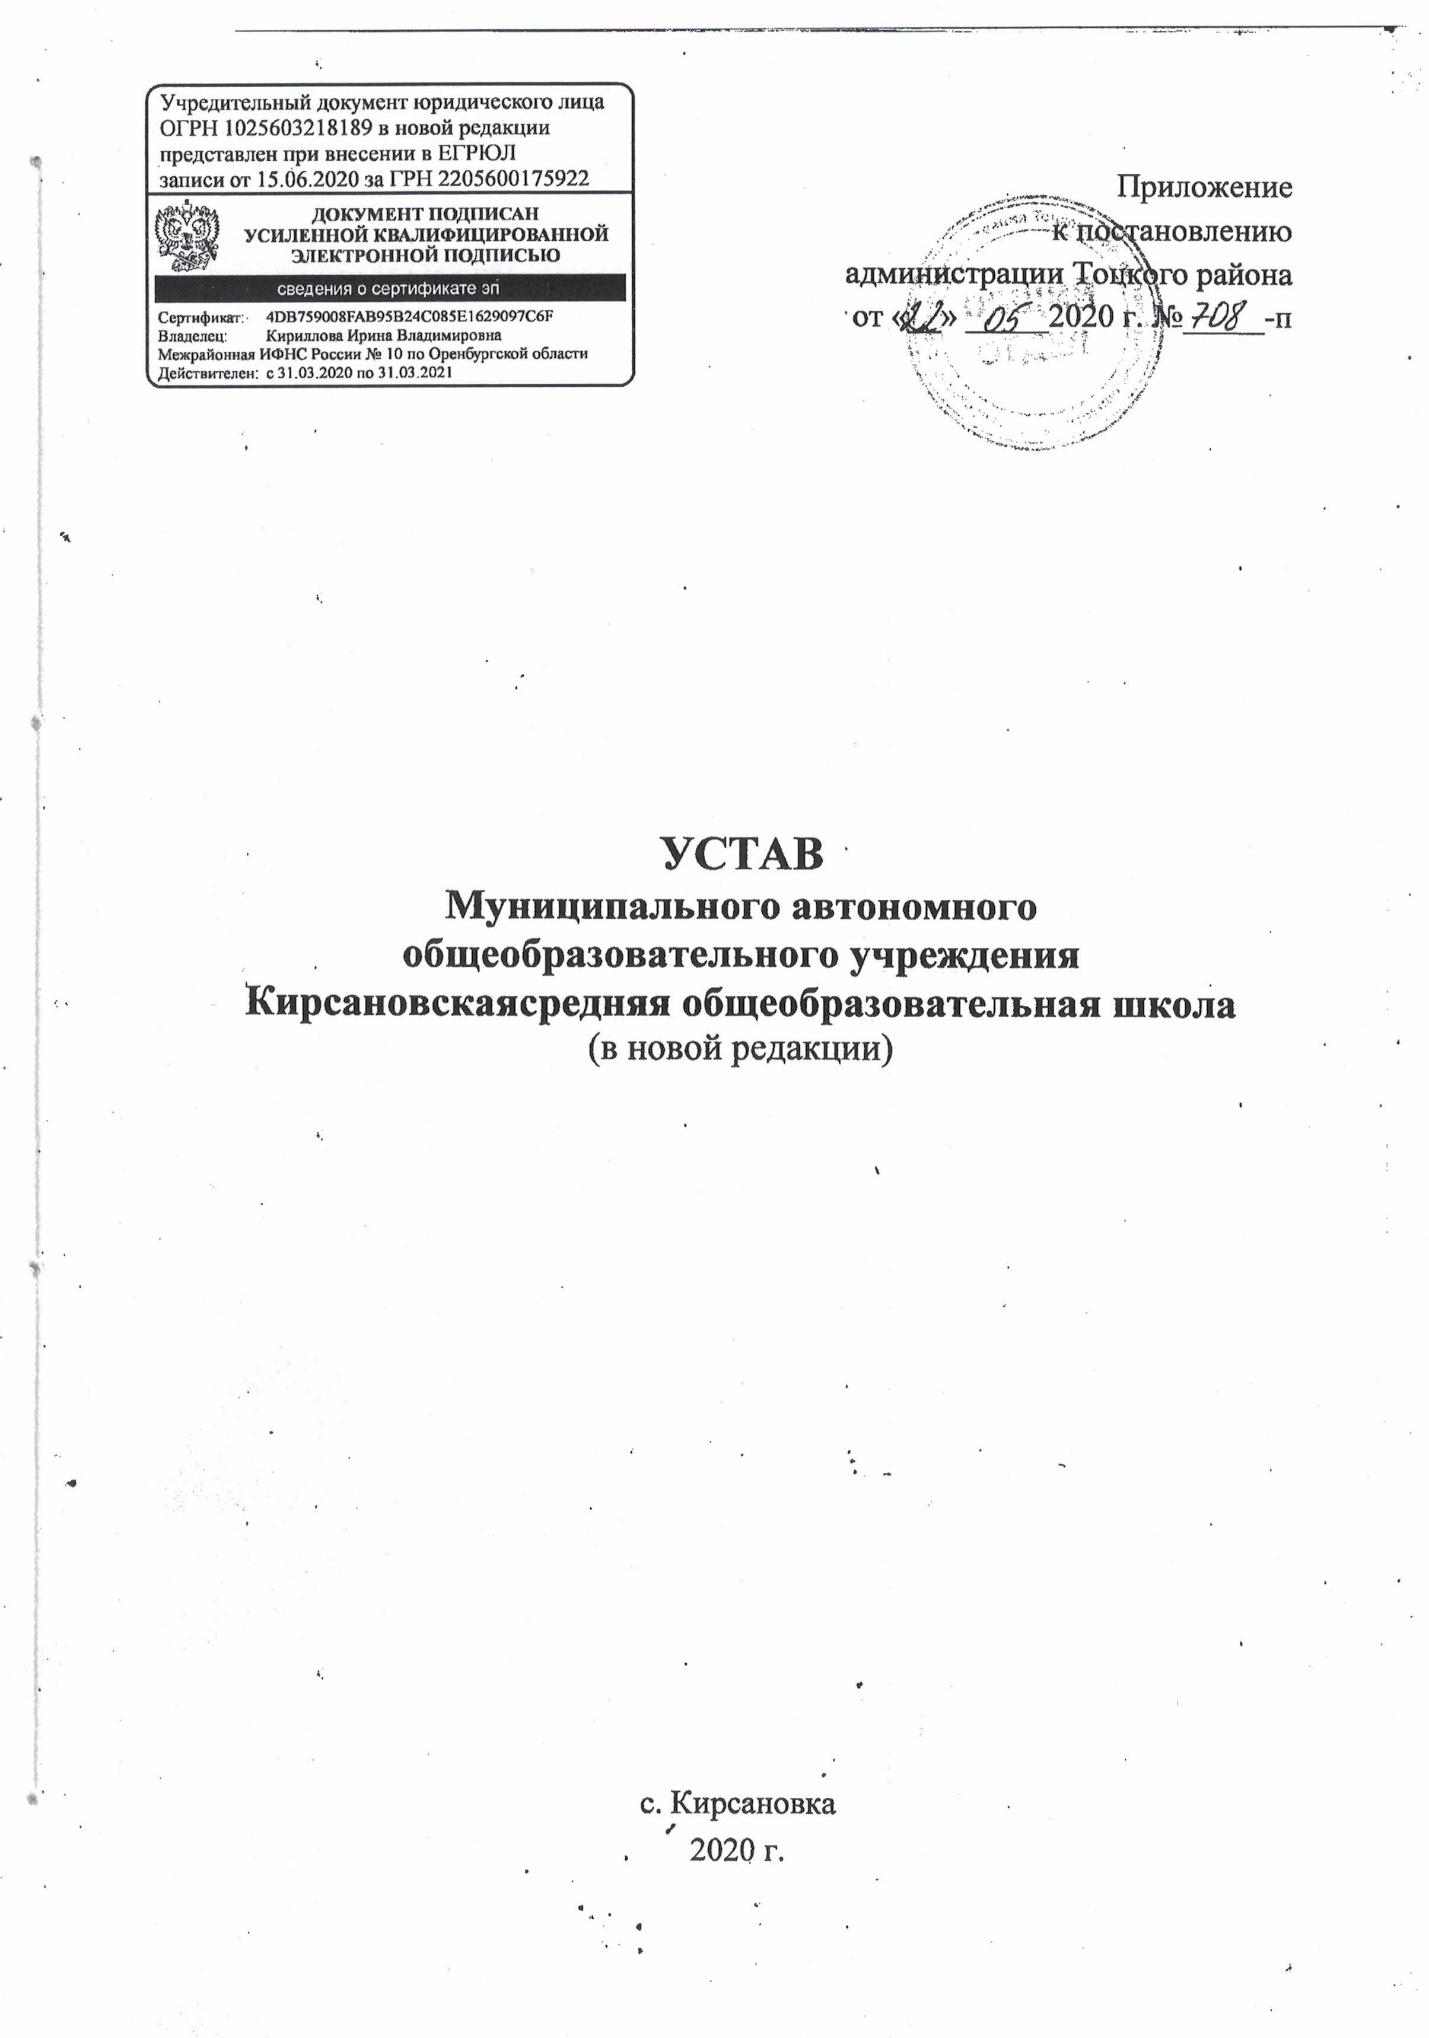 Учредительный документ юридического лица
ОГРН 1025603218189 в новой редакции
представлен при внесении в ЕГРЮЛ
записи от 15.06.2020 за ГРН 2205600175922
ДОКУМЕНТ ПОДПИСАН
УСИЛЕННОЙ КВАЛИФИЦИРОВАННОЙ
ЭЛЕКТРОННОЙ ПОДПИСЬЮ
сведения о сертификате эп
Сертификат: 4DB759008FAB95B24C085E1629097C6F
Владелец: Кириллова Ирина Владимировна
Межрайонная ИФНС России № 10 по Оренбургской области
Действителен: с 31.03.2020 по 31.03.2021
Приложение
к постановлению
администрации Тоцкого района
от «22» 05 2020 г. № 708 -п
УСТАВ
Муниципального автономного
общеобразовательного учреждения
Кирсановскаясредняя общеобразовательная школа
(в новой редакции)
с. Кирсановка
2020 г.